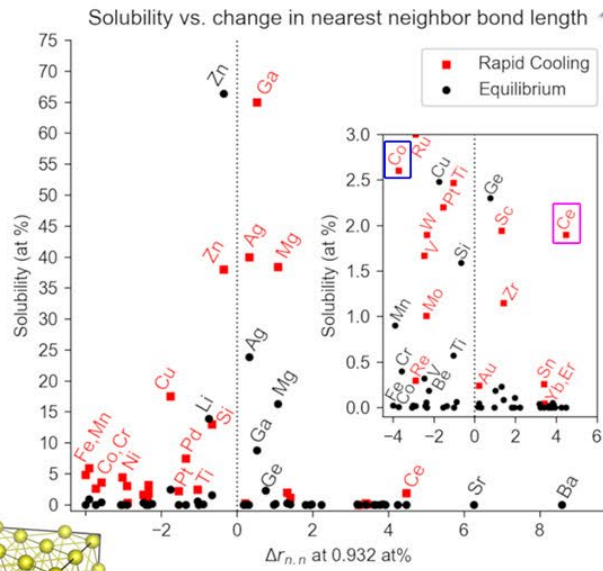 Solubility vs. change in nearest neighbor bond length
Rapid Cooling
Equilibrium
Solubility (at %)
75
70
65
60
55
50
45
40
35
30
25
20
15
10
5
0
Zn
Ga
Zn
Ag
Mg
Cu
Ag
Li
Si
Mg
Fe,Mn
Co,Cr
Ni
Pd
Pt
Ti
Ga
Ge
Ce
Sr
Ba
−2
0
2
4
6
8
Δr n,n at 0.932 at%
Solubility (at %)
3.0
2.5
2.0
1.5
1.0
0.5
0.0
Co
Ru
Cu
Pt
Ti
Ge
W
V
Sc
Ce
Si
Mo
Zr
Mn
Cr
Re
Ti
Fe
Co
V
Be
Au
Sn
Yb,Er
−4
−2
0
2
4
6